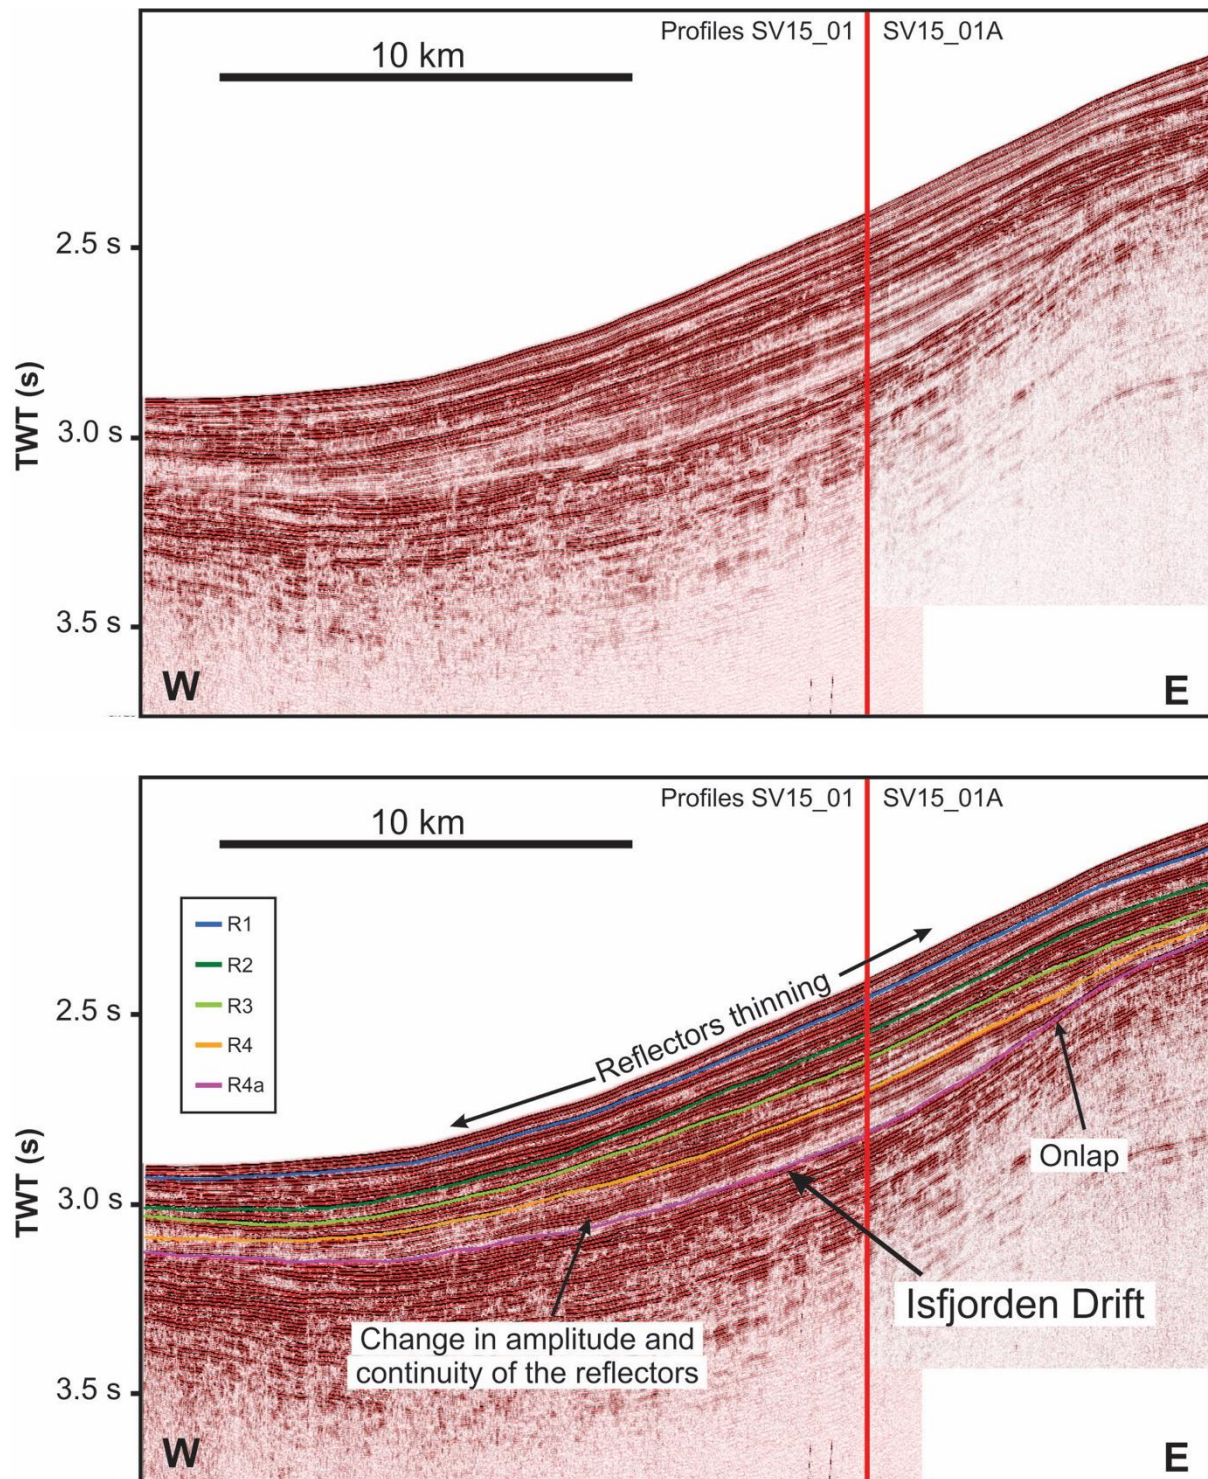 Profiles SV15_01 SV15_01A
10 km
2.5 s
TWT (s)
3.0 s
3.5 s
W
E
Profiles SV15_01 SV15_01A
10 km
R1
R2
R3
R4
R4a
Reflectors thinning
2.5 s
TWT (s)
3.0 s
3.5 s
Onlap
Isfjorden Drift
Change in amplitude and
continuity of the reflectors
W
E